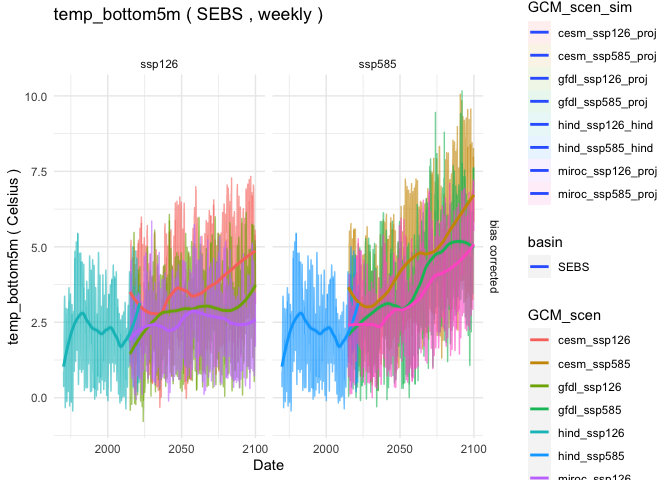 temp_bottom5m ( SEBS , weekly )
ssp126
ssp585
10.0
7.5
5.0
2.5
0.0
temp_bottom5m ( Celsius )
2000
2050
2100
2000
2050
2100
Date
bias corrected
GCM_scen_sim
cesm_ssp126_proj
cesm_ssp585_proj
gfdl_ssp126_proj
gfdl_ssp585_proj
hind_ssp126_hind
hind_ssp585_hind
miroc_ssp126_proj
miroc_ssp585_proj
basin
SEBS
GCM_scen
cesm_ssp126
cesm_ssp585
gfdl_ssp126
gfdl_ssp585
hind_ssp126
hind_ssp585
miroc_ssp126